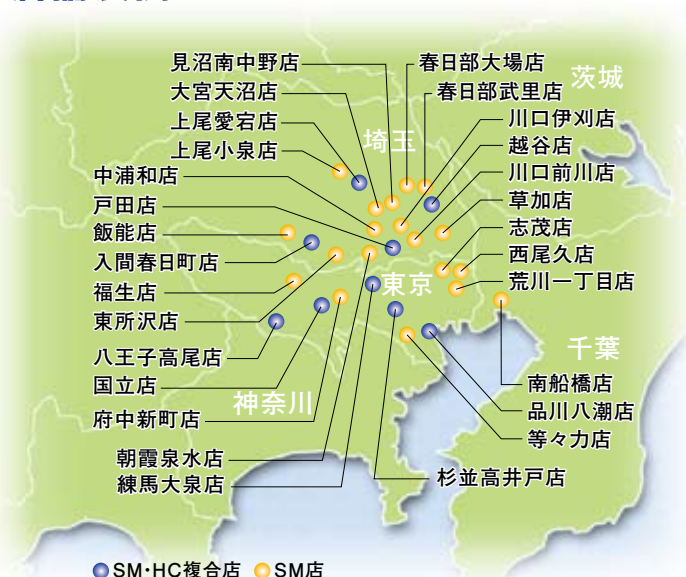 見沼南中野店
大宮天沼店
上尾愛宕店
上尾小泉店
中浦和店
戸田店
飯能店
入間春日町店
福生店
東所沢店
八王子高尾店
国立店
府中新町店
朝霞泉水店
練馬大泉店
春日部大場店
春日部武里店
川口伊刈店
越谷店
川口前川店
草加店
志茂店
西尾久店
荒川一丁目店
南船橋店
品川八潮店
等々力店
杉並高井戸店
茨城
埼玉
東京
千葉
神奈川
SM・HC複合店 SM店